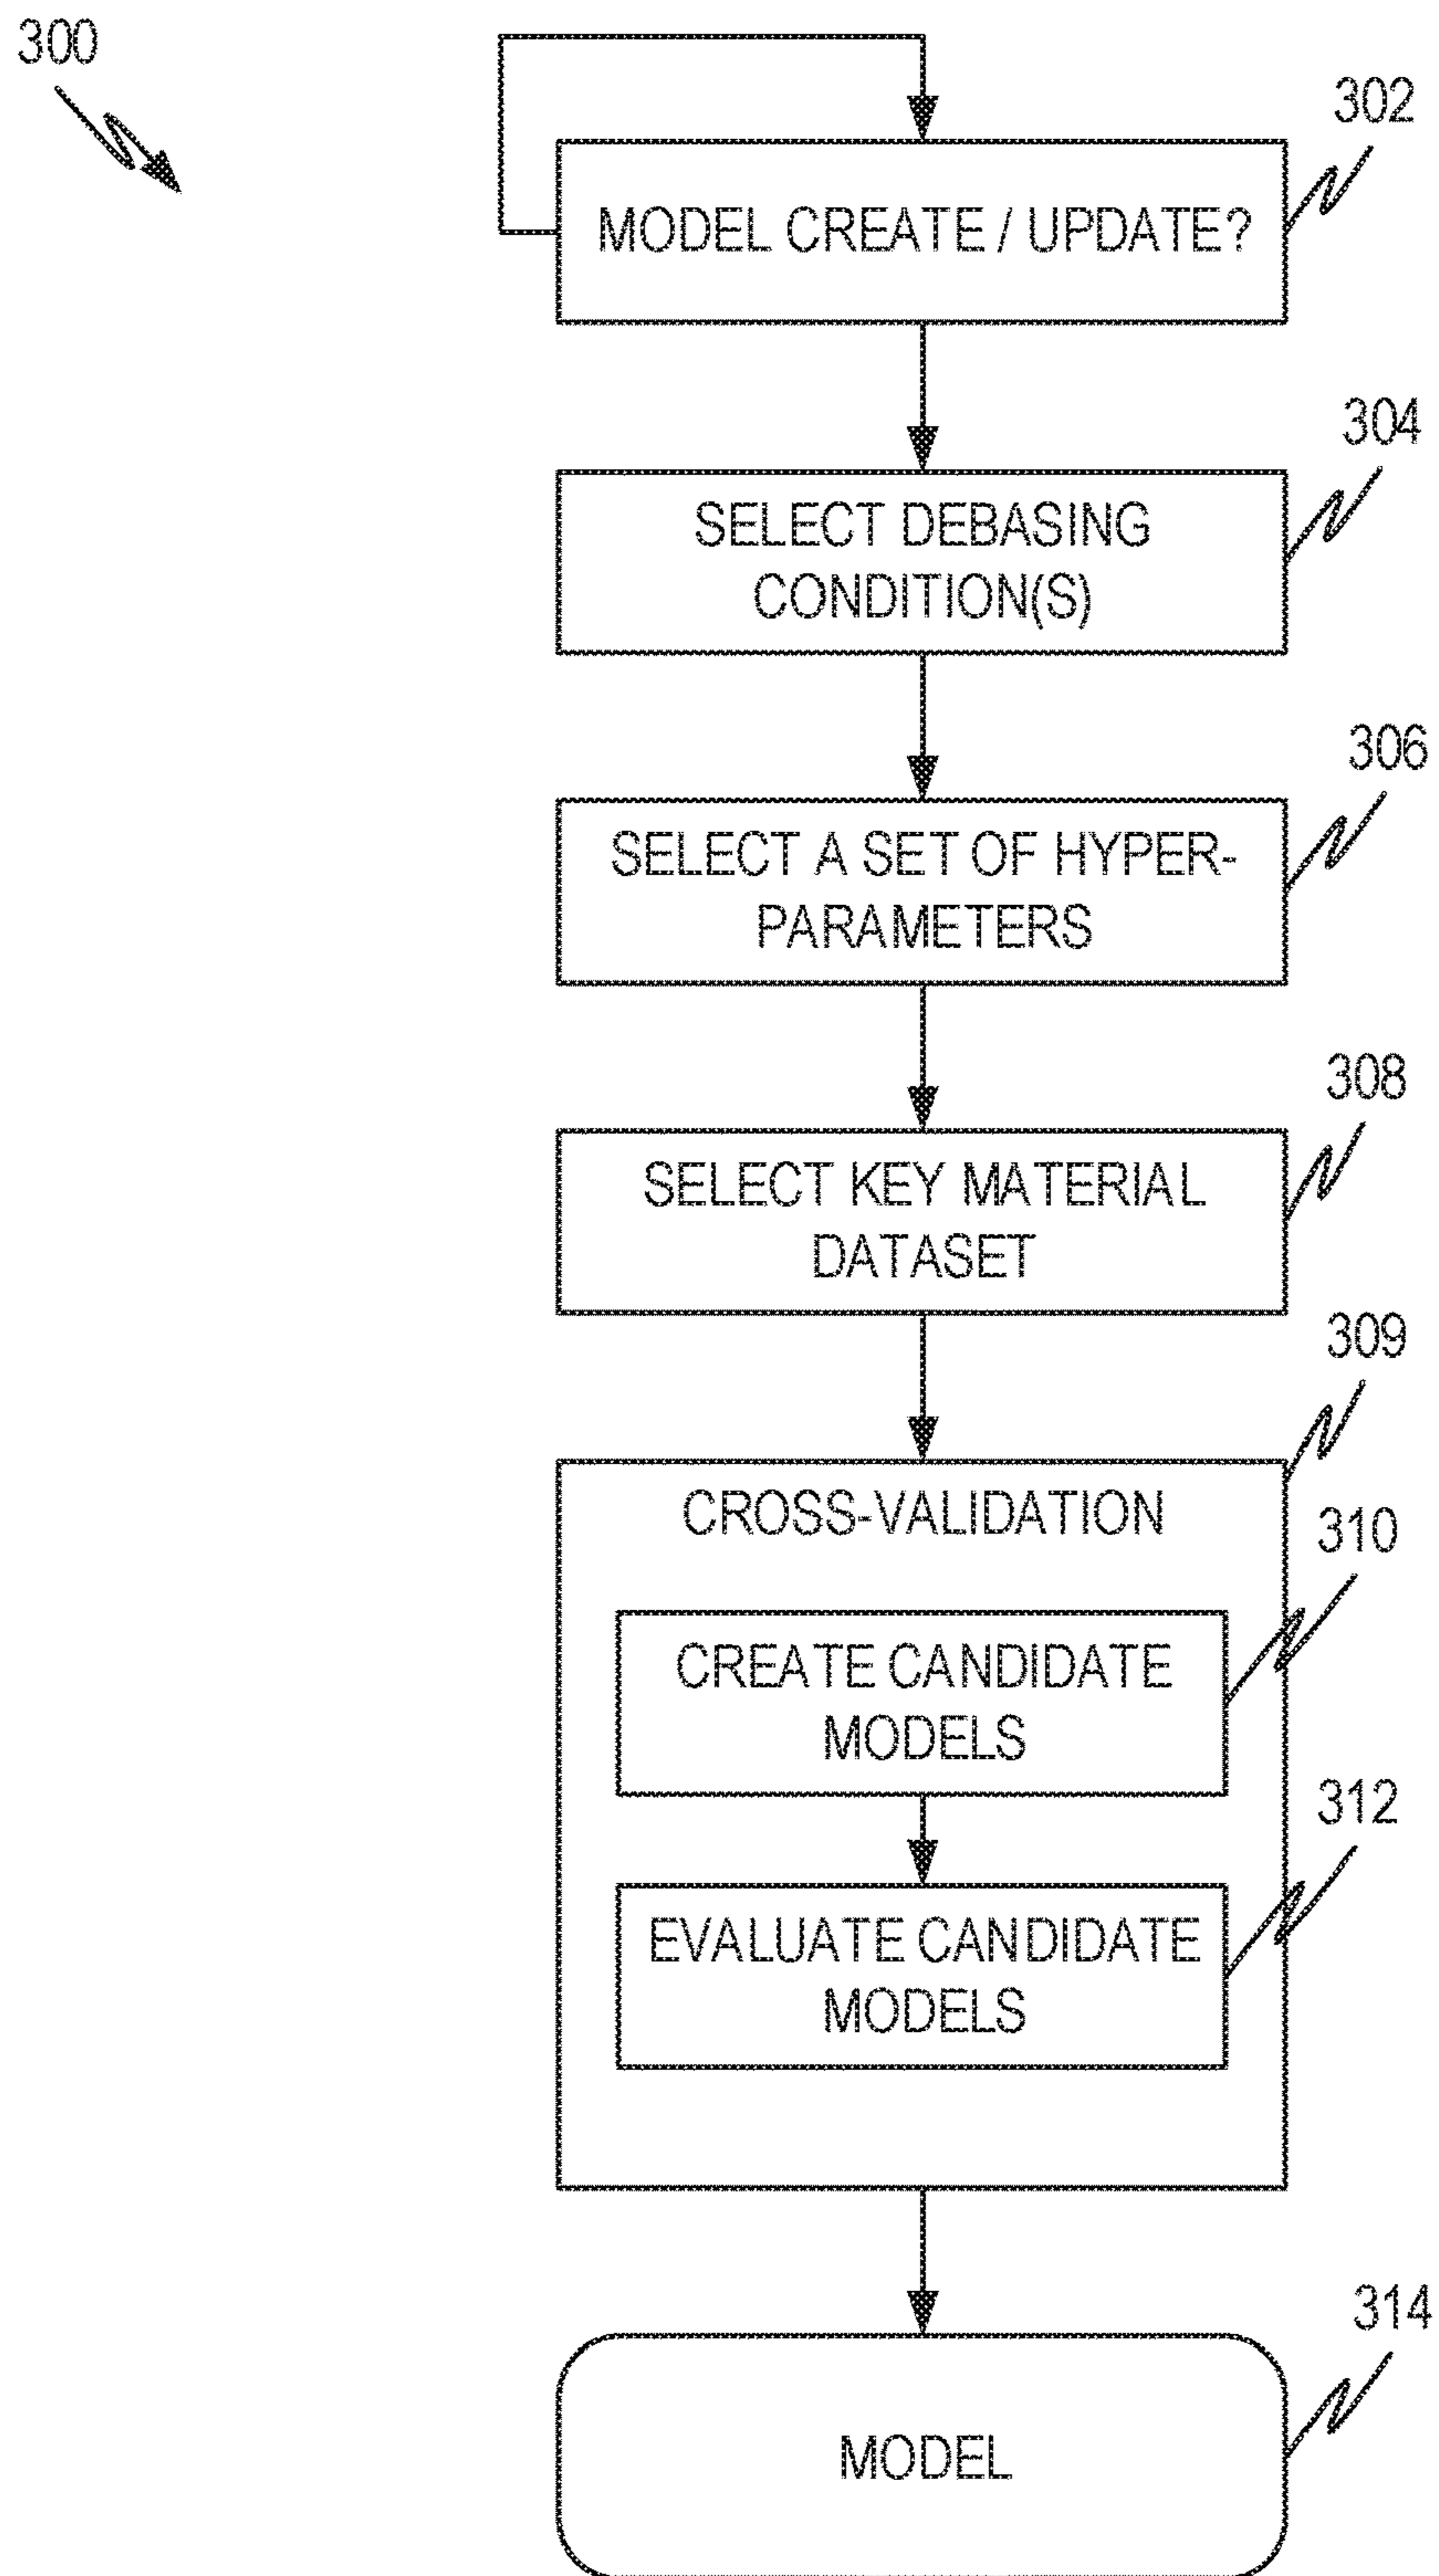 300
302
MODEL CREATE / UPDATE?
304
SELECT DEBASING
CONDITION(S)
306
SELECT A SET OF HYPER-
PARAMETERS
308
SELECT KEY MATERIAL
DATASET
309
CROSS-VALIDATION
310
CREATE CANDIDATE
MODELS
312
EVALUATE CANDIDATE
MODELS
314
MODEL